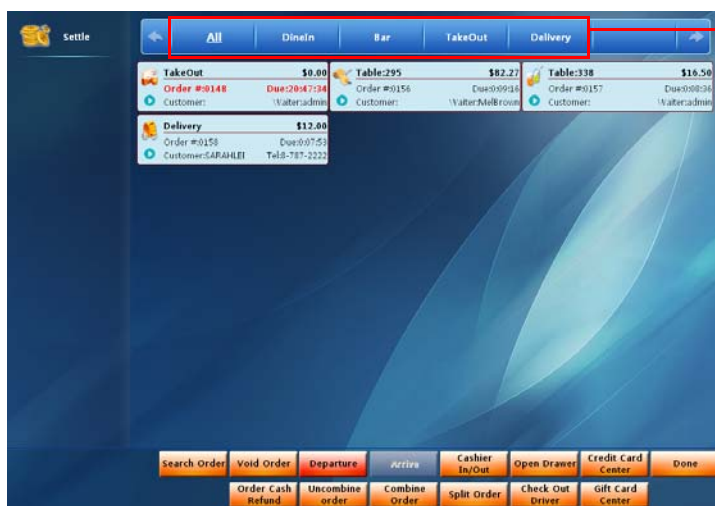 Settle
All DineIn Bar TakeOut Delivery
TakeOut $0.00
Order #:0148 Due:20:47:34
Customer: Waiter:admin
Table:295 $82.27
Order #:0156 Due:0:09:16
Customer: Waiter:MelBrown
Table:338 $16.50
Order #:0157 Due:0:08:36
Customer: Waiter:admin
Delivery $12.00
Order #:0158 Due:0:07:53
Customer:SARAHLEE Tel:8-787-2222
Search Order
Void Order
Departure
Arrive
Cashier
In/Out
Open Drawer
Credit Card
Center
Done
Order Cash
Refund
Uncombine
order
Combine
Order
Split Order
Check Out
Driver
Gift Card
Center